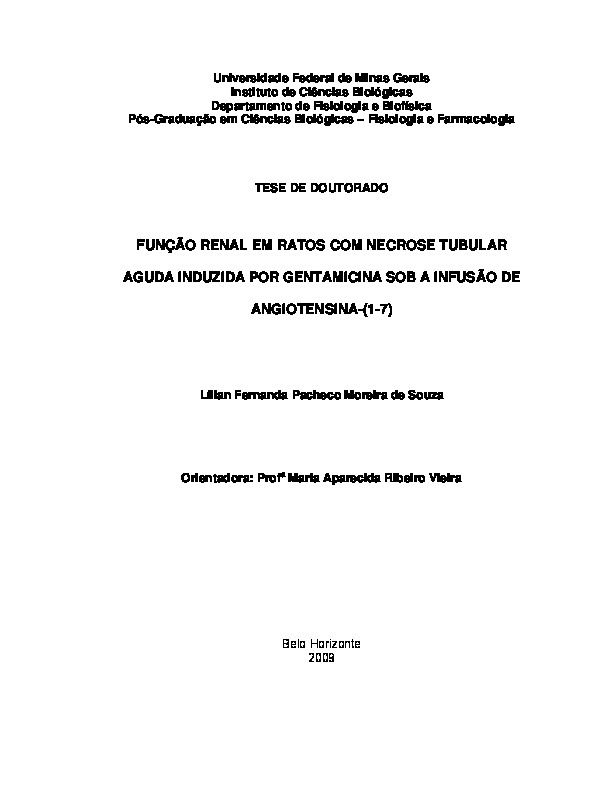 Universidade Federal de Minas Gerais
Instituto de Ciências Biológicas
Departamento de Fisiologia e Biofísica
Pós-Graduação em Ciências Biológicas – Fisiologia e Farmacologia
TESE DE DOUTORADO
FUNÇÃO RENAL EM RATOS COM NECROSE TUBULAR
AGUDA INDUZIDA POR GENTAMICINA SOB A INFUSÃO DE
ANGIOTENSINA-(1-7)
Lilian Fernanda Pacheco Moreira de Souza
Orientadora: Profª Maria Aparecida Ribeiro Vieira
Belo Horizonte
2009